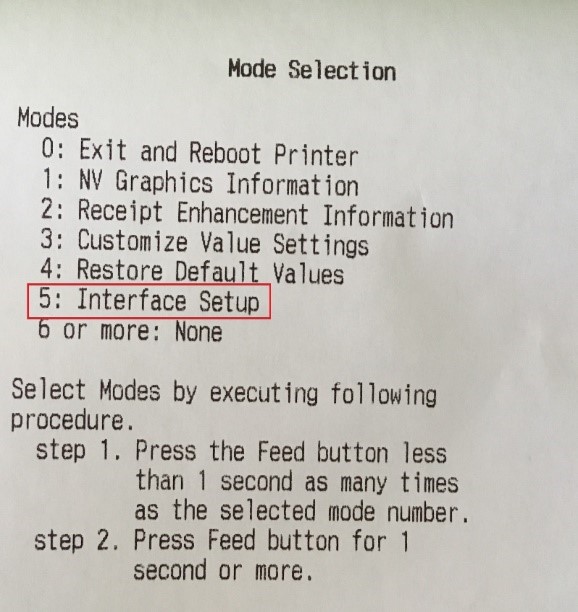 Mode Selection
Modes
0: Exit and Reboot Printer
1: NV Graphics Information
2: Receipt Enhancement Information
3: Customize Value Settings
4: Restore Default Values
5: Interface Setup
6 or more: None
Select Modes by executing following
procedure.
step 1. Press the Feed button less
than 1 second as many times
as the selected mode number.
step 2. Press Feed button for 1
second or more.